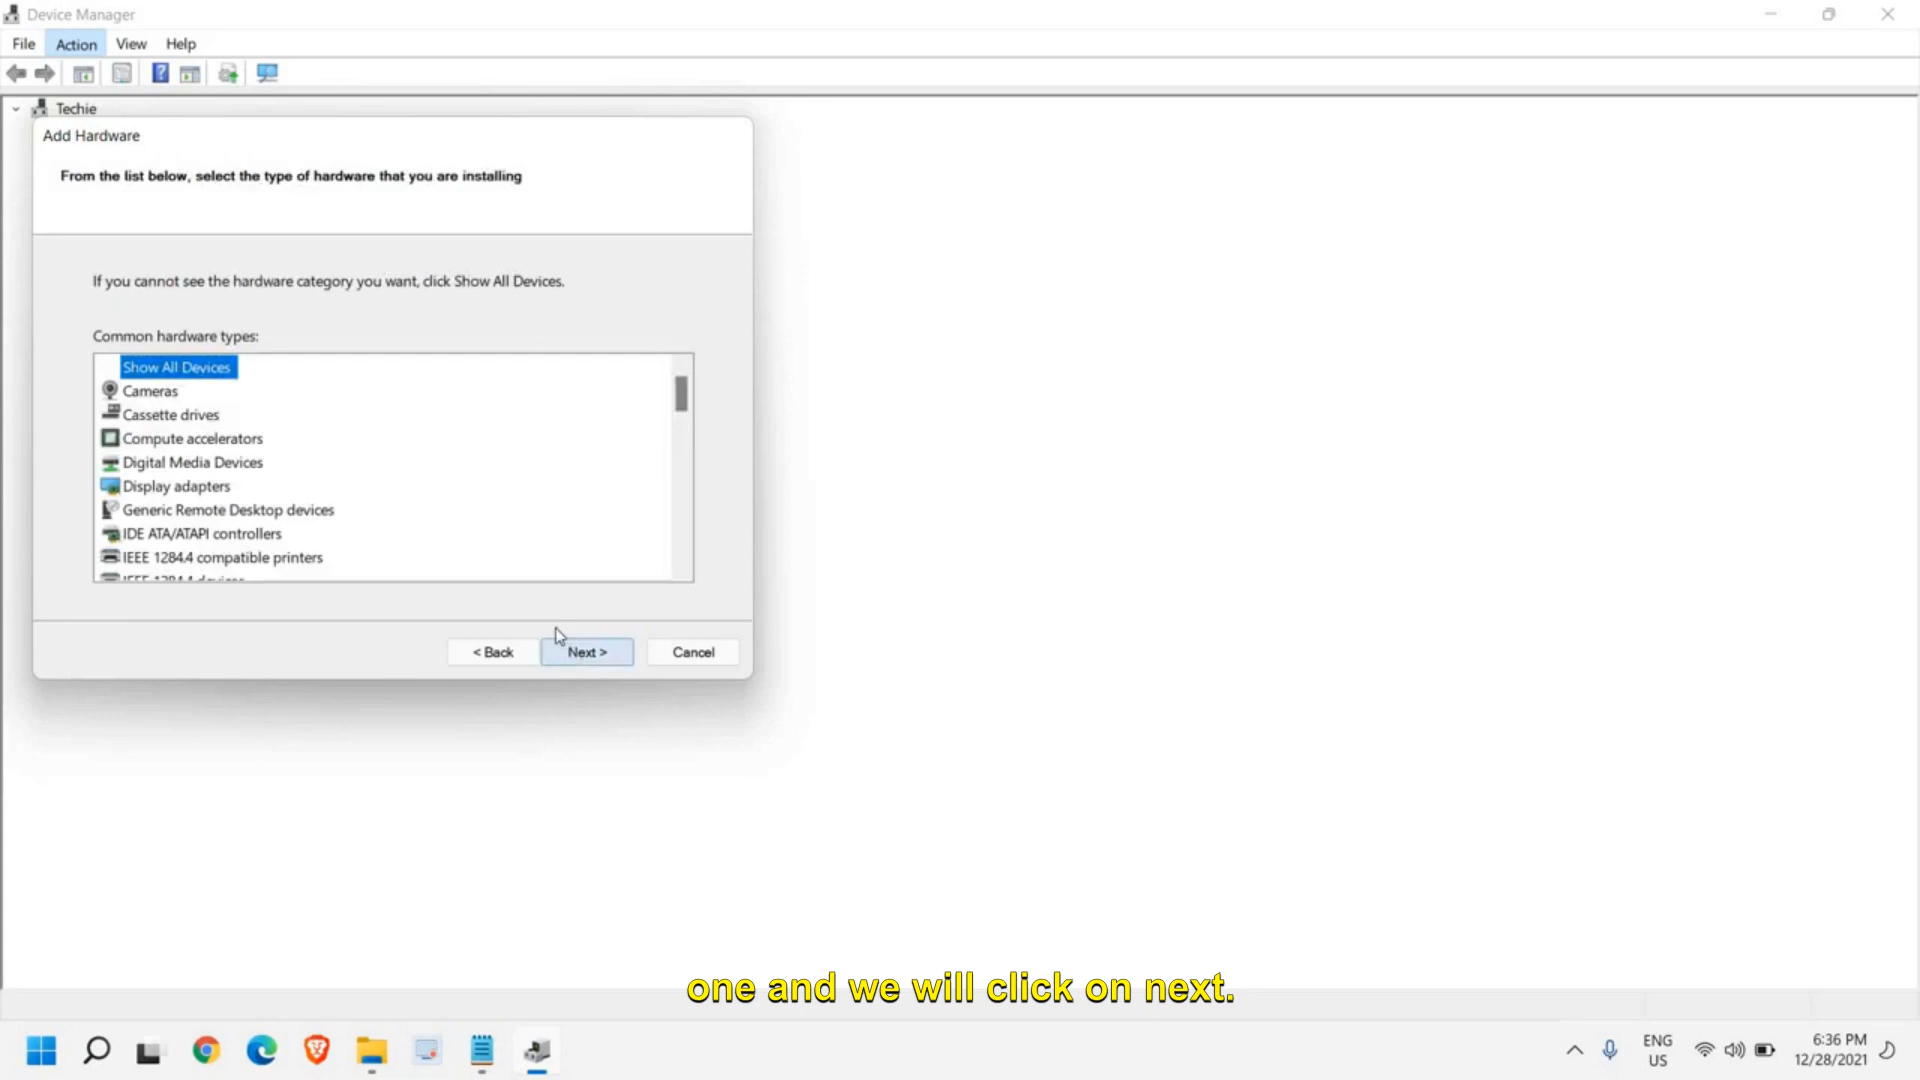 Device Manager
File Action View Help
Techie
Add Hardware
From the list below, select the type of hardware that you are installing
If you cannot see the hardware category you want, click Show All Devices.
Common hardware types:
Show All Devices
Cameras
Cassette drives
Compute accelerators
Digital Media Devices
Display adapters
Generic Remote Desktop devices
IDE ATA/ATAPI controllers
IEEE 1284.4 compatible printers
IEEE 1284.4 devices
< Back Next > Cancel
one and we will click on next.
ENG 6:36 PM
US 12/28/2021